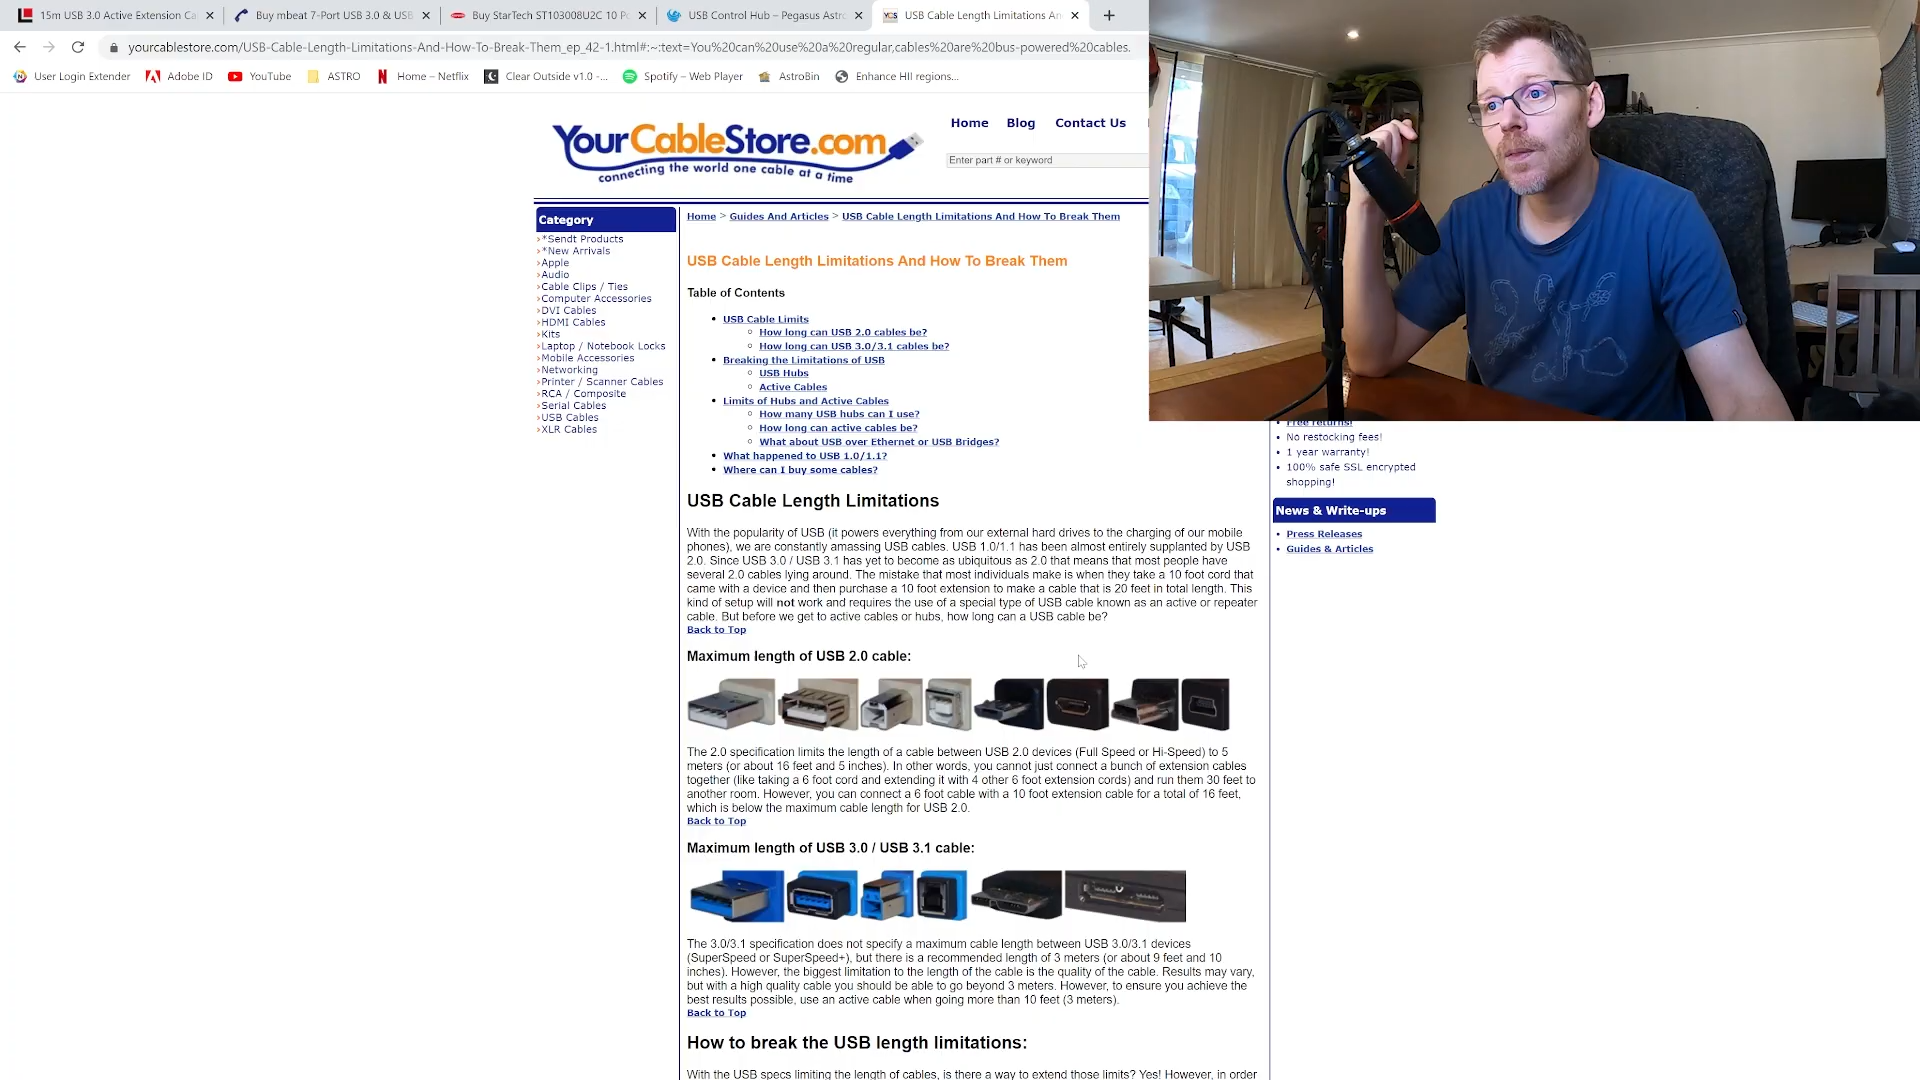 15m USB 3.0 Active Extension Ca
Buy mbeat 7-Port USB 3.0 & USB
Buy StarTech ST103008U2C 10 Po
USB Control Hub – Pegasus Astro
USB Cable Length Limitations An
yourcablestore.com/USB-Cable-Length-Limitations-And-How-To-Break-Them_ep_42-1.html#:~:text=You%20can%20use%20a%20regular,cables%20are%20bus-powered%20cables.
User Login Extender
Adobe ID
YouTube
ASTRO
Home – Netflix
Clear Outside v1.0 -...
Spotify – Web Player
AstroBin
Enhance HII regions...
YourCableStore.com
connecting the world one cable at a time
Home Blog Contact Us
Enter part # or keyword
Category
*Sendt Products
*New Arrivals
Apple
Audio
Cable Clips / Ties
Computer Accessories
DVI Cables
HDMI Cables
Kits
Laptop / Notebook Locks
Mobile Accessories
Networking
Printer / Scanner Cables
RCA / Composite
Serial Cables
USB Cables
XLR Cables
Home > Guides And Articles > USB Cable Length Limitations And How To Break Them
USB Cable Length Limitations And How To Break Them
Table of Contents
USB Cable Limits
How long can USB 2.0 cables be?
How long can USB 3.0/3.1 cables be?
Breaking the Limitations of USB
USB Hubs
Active Cables
Limits of Hubs and Active Cables
How many USB hubs can I use?
How long can active cables be?
What about USB over Ethernet or USB Bridges?
What happened to USB 1.0/1.1?
Where can I buy some cables?
USB Cable Length Limitations
With the popularity of USB (it powers everything from our external hard drives to the charging of our mobile
phones), we are constantly amassing USB cables. USB 1.0/1.1 has been almost entirely supplanted by USB
2.0. Since USB 3.0 / USB 3.1 has yet to become as ubiquitous as 2.0 that means that most people have
several 2.0 cables lying around. The mistake that most individuals make is when they take a 10 foot cord that
came with a device and then purchase a 10 foot extension to make a cable that is 20 feet in total length. This
kind of setup will not work and requires the use of a special type of USB cable known as an active or repeater
cable. But before we get to active cables or hubs, how long can a USB cable be?
Back to Top
Maximum length of USB 2.0 cable:
The 2.0 specification limits the length of a cable between USB 2.0 devices (Full Speed or Hi-Speed) to 5
meters (or about 16 feet and 5 inches). In other words, you cannot just connect a bunch of extension cables
together (like taking a 6 foot cord and extending it with 4 other 6 foot extension cords) and run them 30 feet to
another room. However, you can connect a 6 foot cable with a 10 foot extension cable for a total of 16 feet,
which is below the maximum cable length for USB 2.0.
Back to Top
Maximum length of USB 3.0 / USB 3.1 cable:
The 3.0/3.1 specification does not specify a maximum cable length between USB 3.0/3.1 devices
(SuperSpeed or SuperSpeed+), but there is a recommended length of 3 meters (or about 9 feet and 10
inches). However, the biggest limitation to the length of the cable is the quality of the cable. Results may vary,
but with a high quality cable you should be able to go beyond 3 meters. However, to ensure you achieve the
best results possible, use an active cable when going more than 10 feet (3 meters).
Back to Top
How to break the USB length limitations:
With the USB specs limiting the length of cables, is there a way to extend those limits? Yes! However, in order
Free returns!
No restocking fees!
1 year warranty!
100% safe SSL encrypted
shopping!
News & Write-ups
Press Releases
Guides & Articles